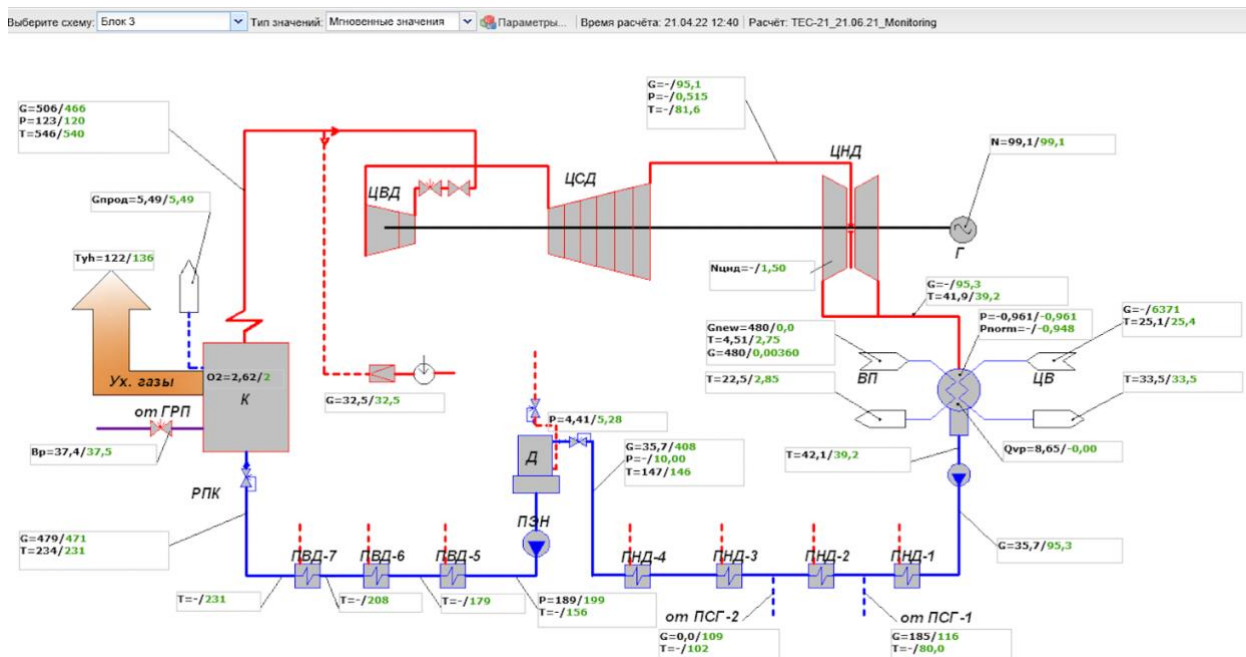 Выберите схему: Блок 3 Тип значений: Мгновенные значения Параметры... Время расчёта: 21.04.22 12:40 Расчёт: ТЕС-21_21.06.21_Monitoring
G=506/466
P=123/120
T=546/540
G=-/95,1
P=-/0,515
T=-/81,6
ЦНД
N=99,1/99,1
ЦВД
ЦСД
Gпрод=5,49/5,49
Г
Tyh=122/136
Nцнд=-/1,50
G=-/95,3
T=41,9/39,2
P=-0,961/-0,961
Pnorm=-/-0,948
G=-/6371
T=25,1/25,4
Gnew=480/0,0
T=4,51/2,75
G=480/0,00360
O2=2,62/2
К
Ух. газы
ВП
ЦВ
T=22,5/2,85
T=33,5/33,5
G=32,5/32,5
от ГРП
P=4,41/5,28
Вр=37,4/37,5
Д
G=35,7/408
P=-/10,00
T=147/146
T=42,1/39,2
Qvp=8,65/-0,00
РПК
ПЭН
G=479/471
T=234/231
G=35,7/95,3
ПВД-7
ПВД-6
ПВД-5
ПНД-4
ПНД-3
ПНД-2
ПНД-1
T=-/231
T=-/208
T=-/179
P=189/199
T=-/156
от ПСГ-2
от ПСГ-1
G=0,0/109
T=-/102
G=185/116
T=-/80,0